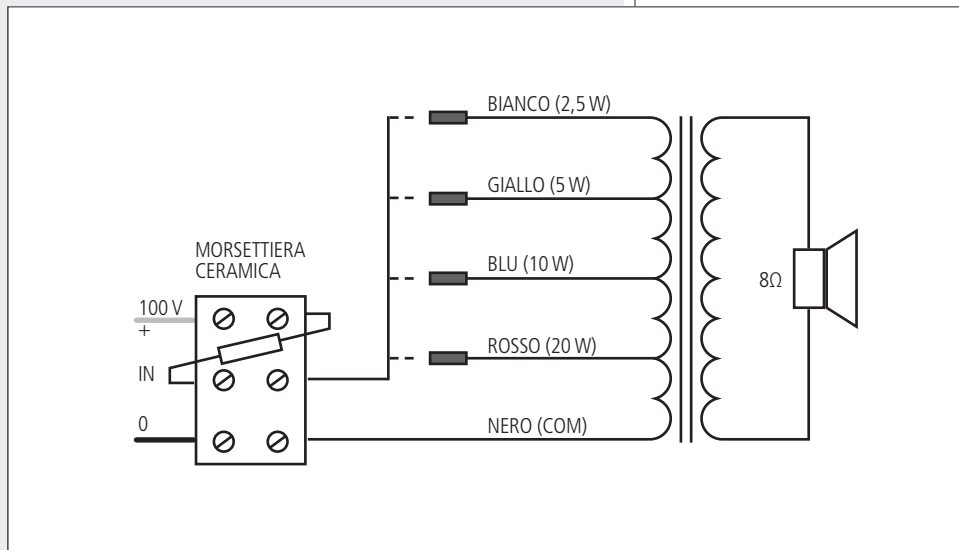 BIANCO (2,5 W)
GIALLO (5 W)
BLU (10 W)
ROSSO (20 W)
NERO (COM)
MORSETTIERA
CERAMICA
100 V
+
IN
0
8Ω